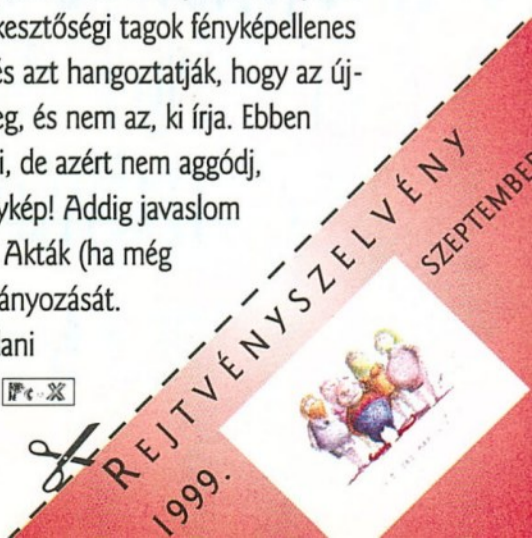 kesztőségi tagok fényképellenes
és azt hangoztatják, hogy az új-
eg, és nem az, ki írja. Ebben
i, de azért nem aggódj,
ykép! Addig javaslom
Akták (ha még
ányozását.
ani
Pc-X
REJTVÉNYSZELVÉNY
1999.
SZEPTEMBER